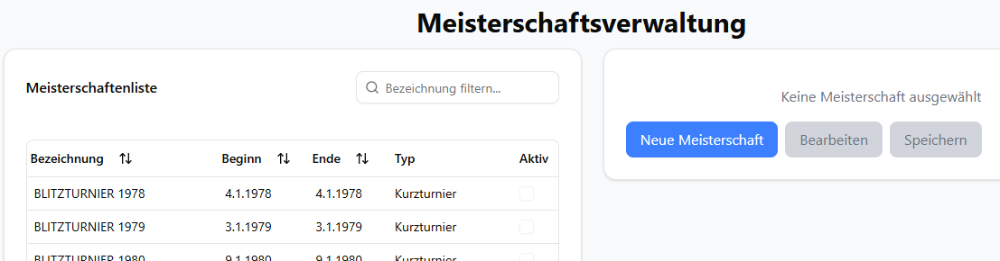 Meisterschaftsverwaltung
Meisterschaftenliste
Bezeichnung filtern...
Bezeichnung Beginn Ende Typ Aktiv
BLITZTURNIER 1978 4.1.1978 4.1.1978 Kurzturnier
BLITZTURNIER 1979 3.1.1979 3.1.1979 Kurzturnier
BLITZTURNIER 1980 9.1.1980 9.1.1980 Kurzturnier
Keine Meisterschaft ausgewählt
Neue Meisterschaft Bearbeiten Speichern